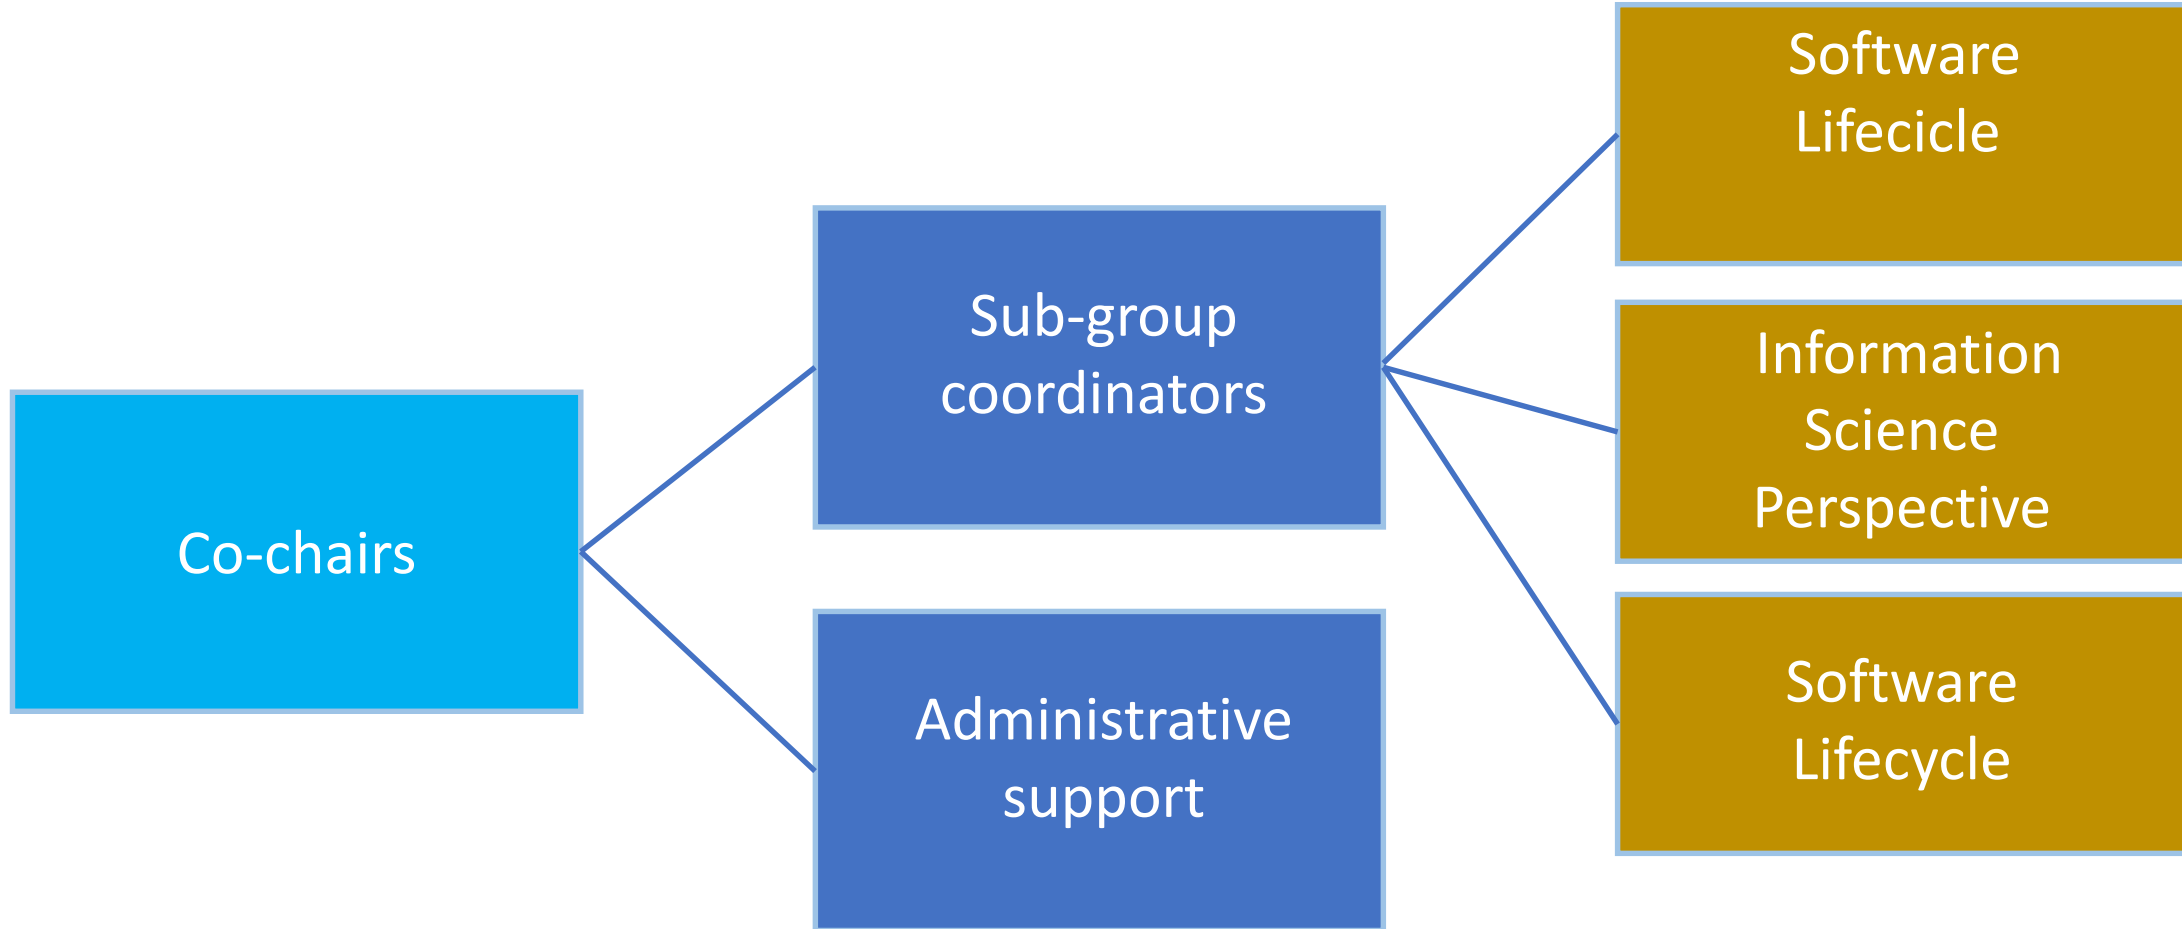 Co-chairs
Sub-group
coordinators
Administrative
support
Software
Lifecicle
Information
Science
Perspective
Software
Lifecycle